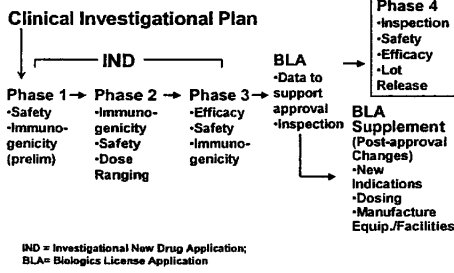 Clinical Investigational Plan
IND
Phase 1
•Safety
•Immuno-
genicity
(prelim)
Phase 2
•Immuno-
genicity
•Safety
•Dose
Ranging
Phase 3
•Efficacy
•Safety
•Immuno-
genicity
BLA
•Data to
support
approval
•Inspection
Phase 4
•Inspection
•Safety
•Efficacy
•Lot
Release
BLA
Supplement
(Post-approval
Changes)
•New
Indications
•Dosing
•Manufacture
Equip./Facilities
IND = Investigational New Drug Application;
BLA= Biologics License Application